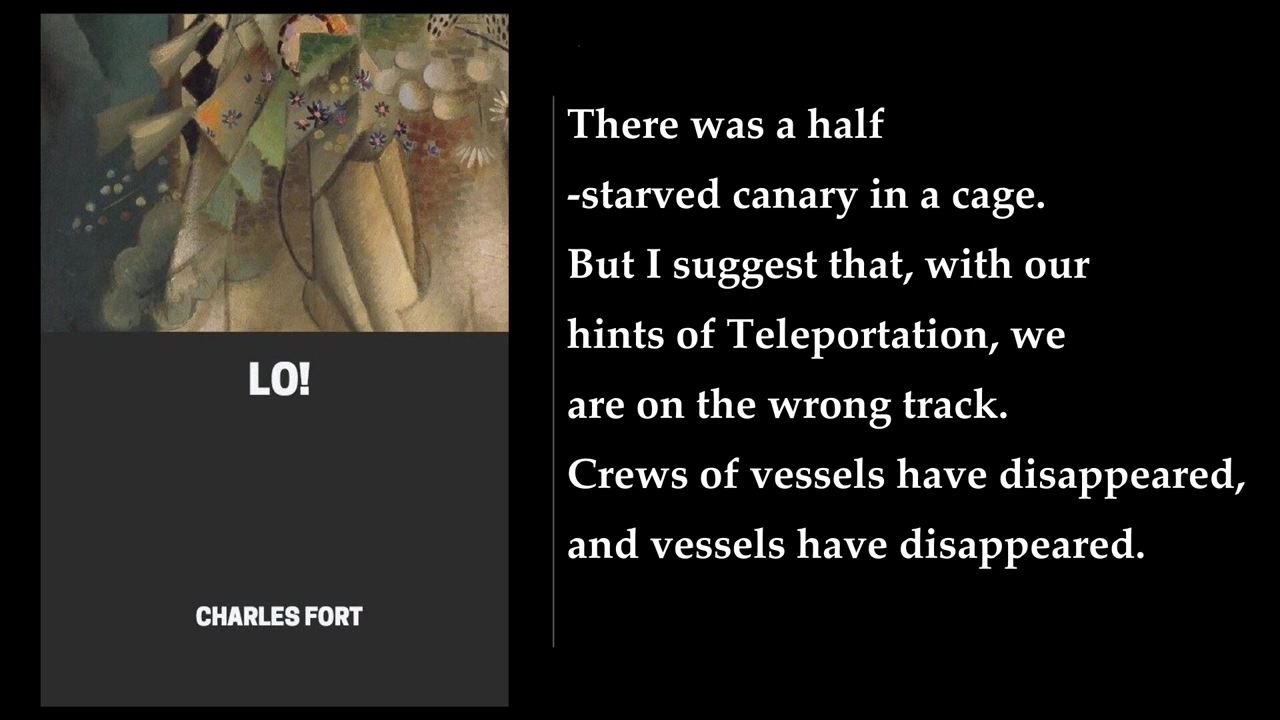 LO!
CHARLES FORT
There was a half
-starved canary in a cage.
But I suggest that, with our
hints of Teleportation, we
are on the wrong track.
Crews of vessels have disappeared,
and vessels have disappeared.